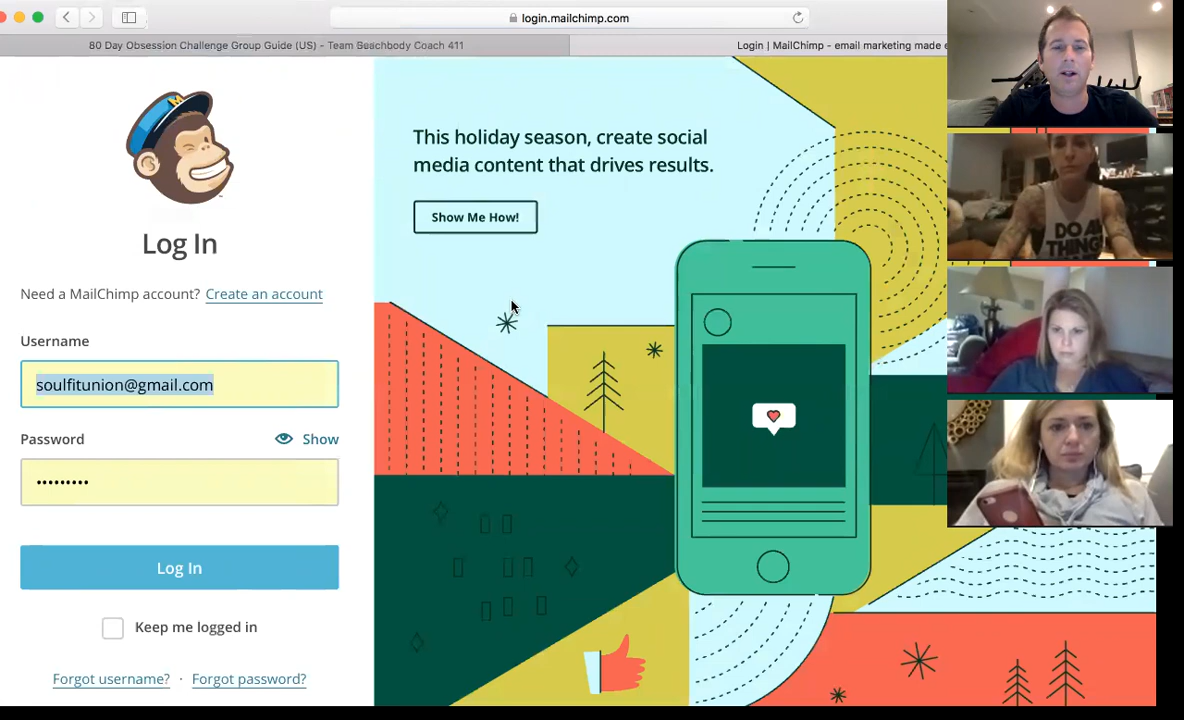 login.mailchimp.com
80 Day Obsession Challenge Group Guide (US) - Team Beachbody Coach 411
Login | MailChimp - email marketing made e
M
Log In
Need a MailChimp account? Create an account
Username
soulfitunion@gmail.com
Password
Show
•••••••••
Log In
Keep me logged in
Forgot username? · Forgot password?
This holiday season, create social
media content that drives results.
Show Me How!
DO
THING